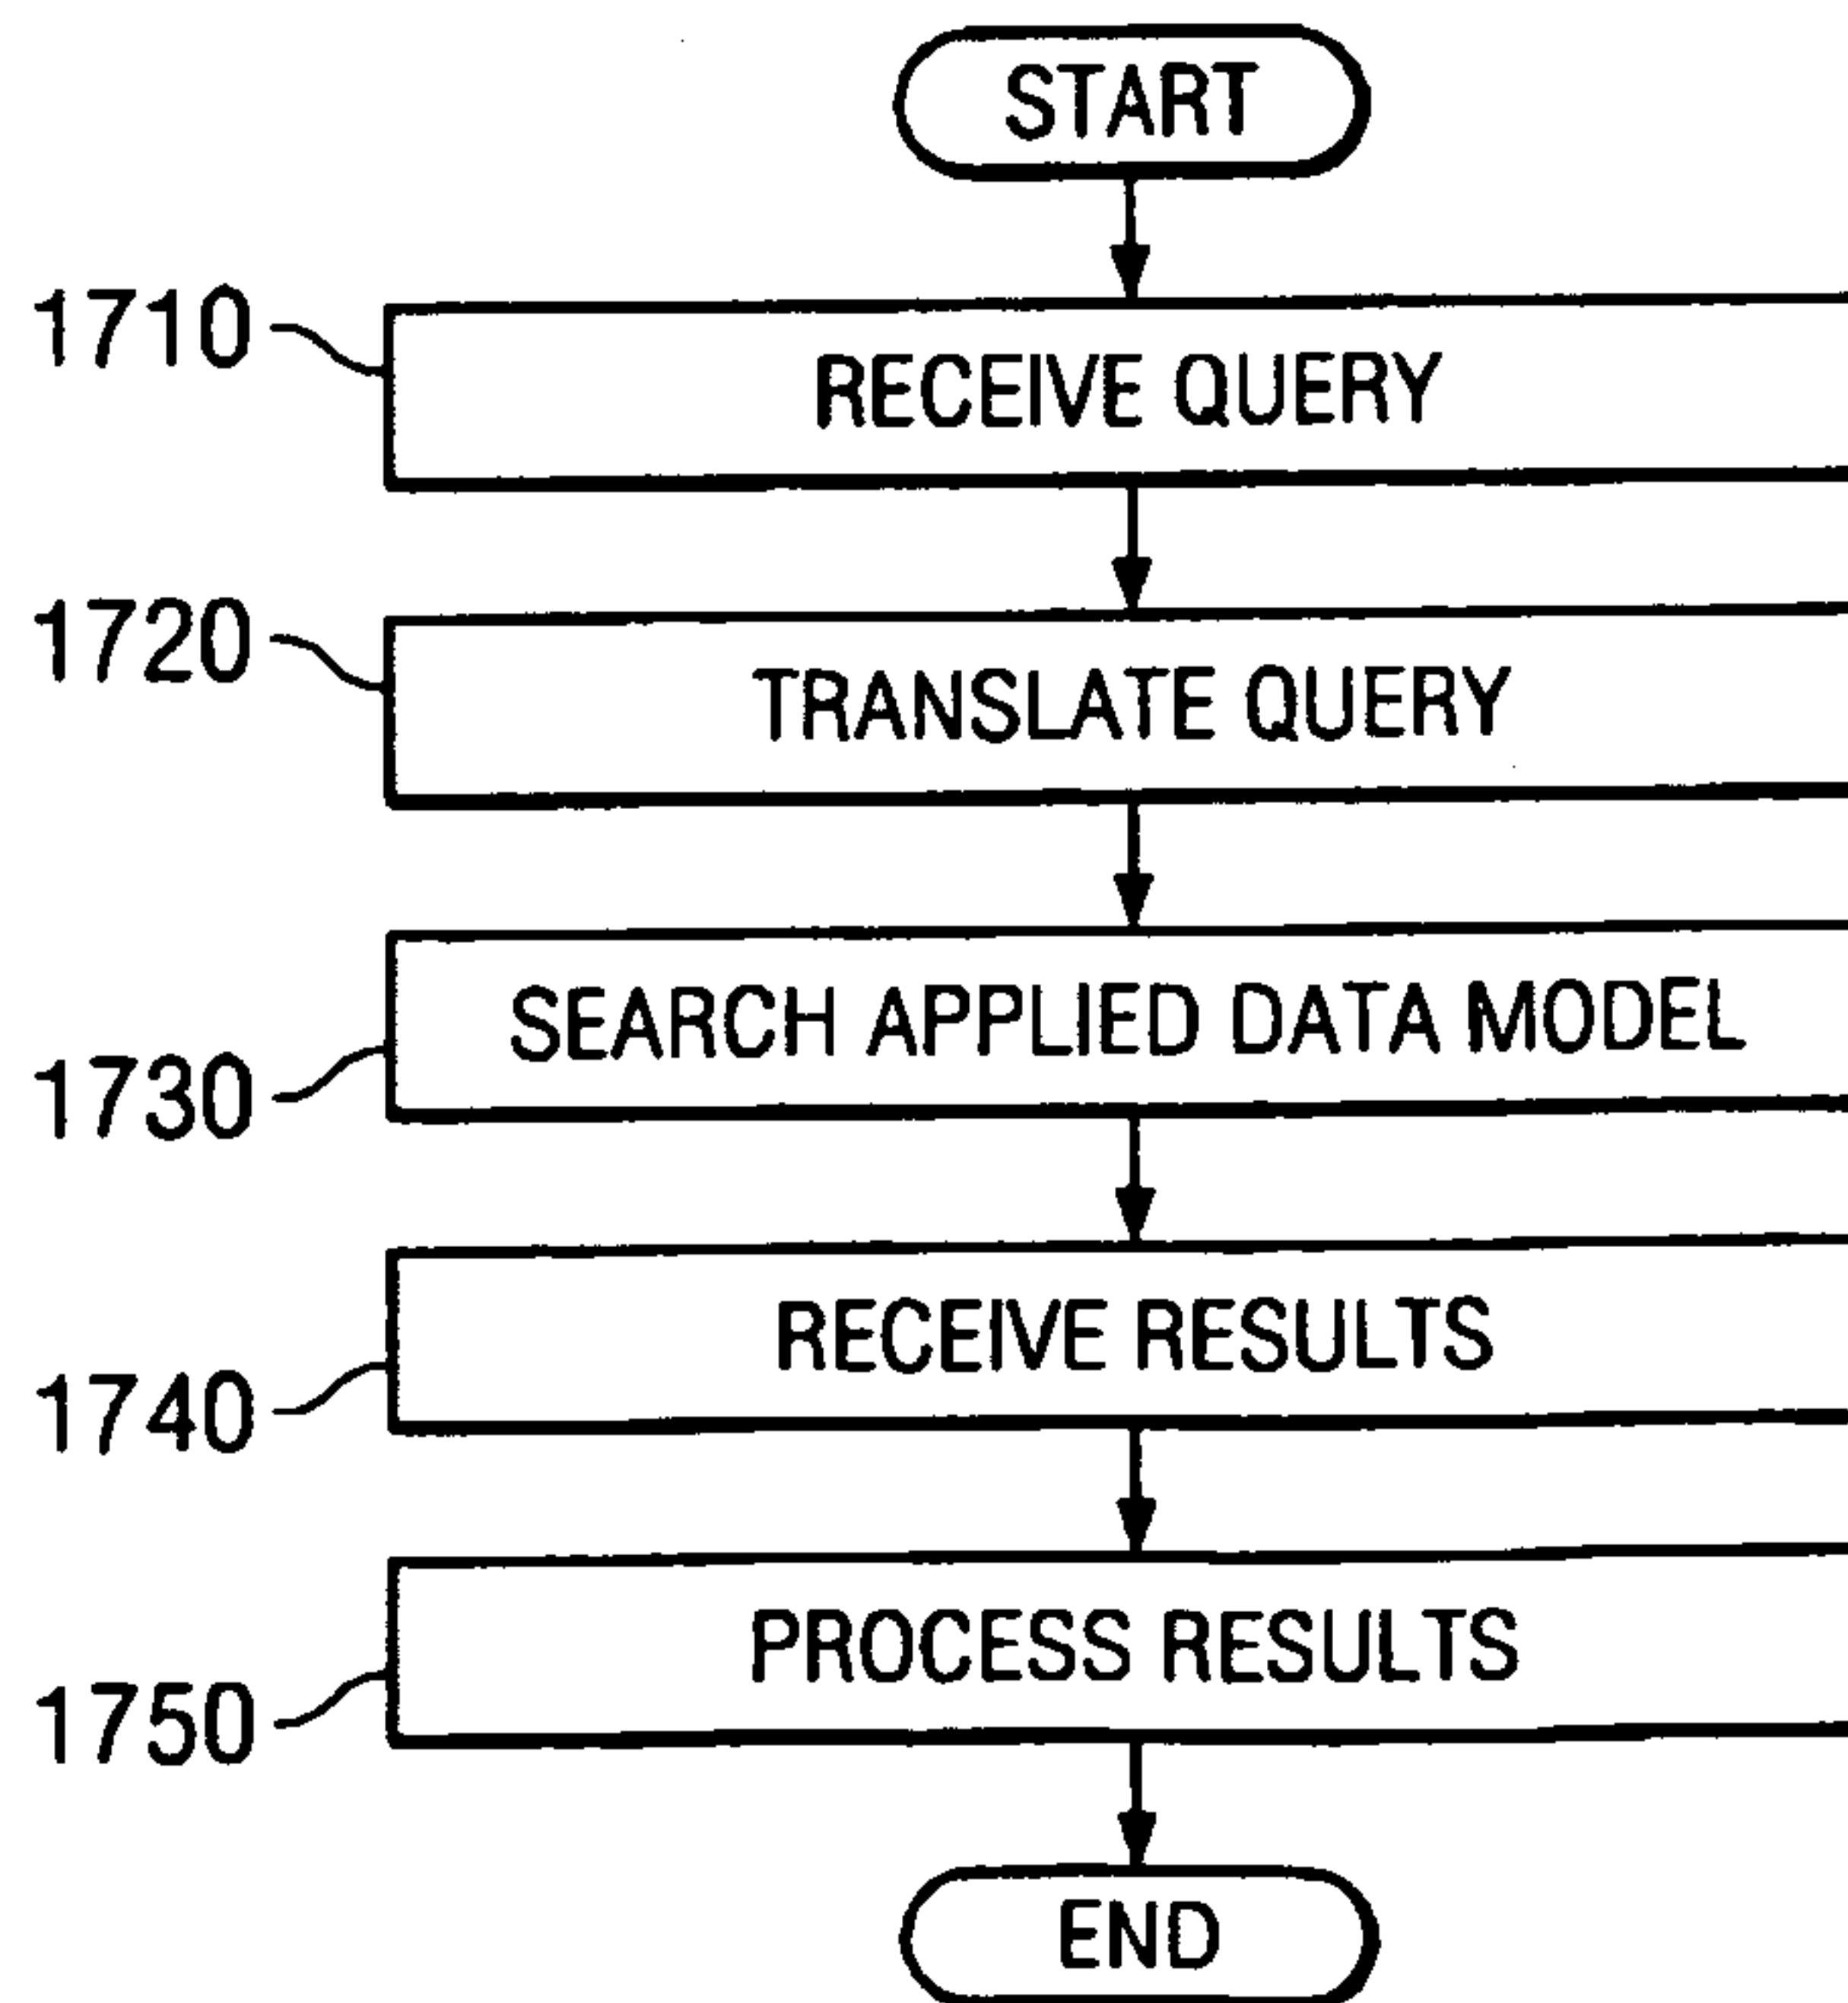 START
1710
RECEIVE QUERY
1720
TRANSLATE QUERY
SEARCH APPLIED DATA MODEL
1730
RECEIVE RESULTS
1740
PROCESS RESULTS
1750
END